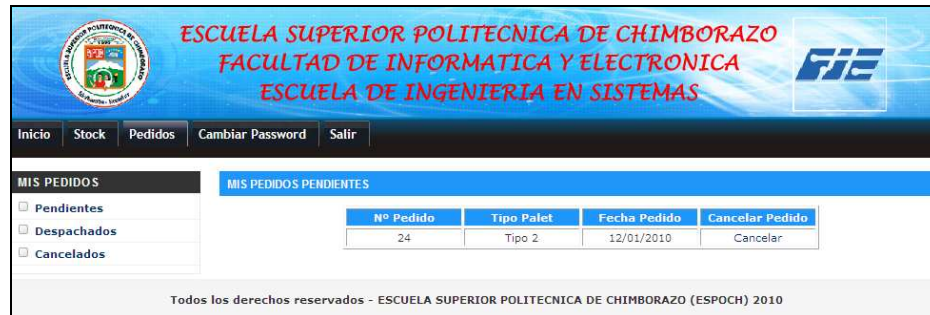 ESCUELA SUPERIOR POLITECNICA DE CHIMBORAZO
FACULTAD DE INFORMATICA Y ELECTRONICA
ESCUELA DE INGENIERIA EN SISTEMAS
FIE
Inicio Stock Pedidos Cambiar Password Salir
MIS PEDIDOS
Pendientes
Despachados
Cancelados
MIS PEDIDOS PENDIENTES
Nº Pedido Tipo Palet Fecha Pedido Cancelar Pedido
24 Tipo 2 12/01/2010 Cancelar
Todos los derechos reservados - ESCUELA SUPERIOR POLITECNICA DE CHIMBORAZO (ESPOCH) 2010